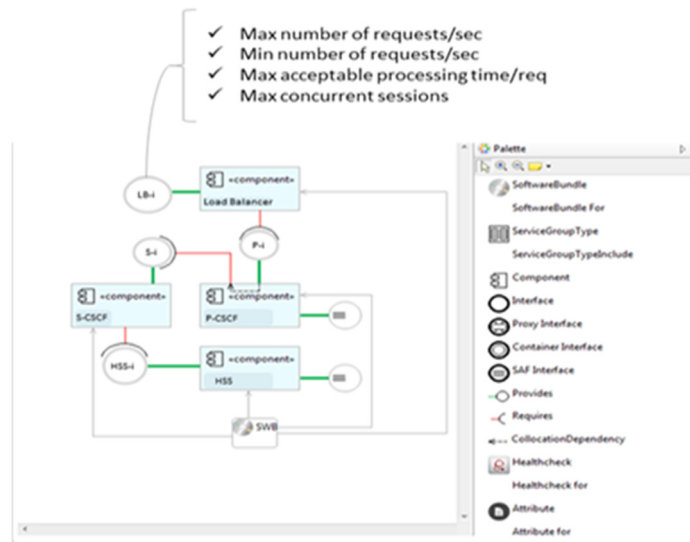 ✓ Max number of requests/sec
✓ Min number of requests/sec
✓ Max acceptable processing time/req
✓ Max concurrent sessions
LB-i
«component»
Load Balancer
S-i
P-i
«component»
S-CSCF
«component»
P-CSCF
HSS-i
«component»
HSS
SWB
Palette
SoftwareBundle
SoftwareBundle For
ServiceGroupType
ServiceGroupTypeInclude
Component
Interface
Proxy Interface
Container Interface
SAF Interface
Provides
Requires
CollocationDependency
Healthcheck
Healthcheck for
Attribute
Attribute for